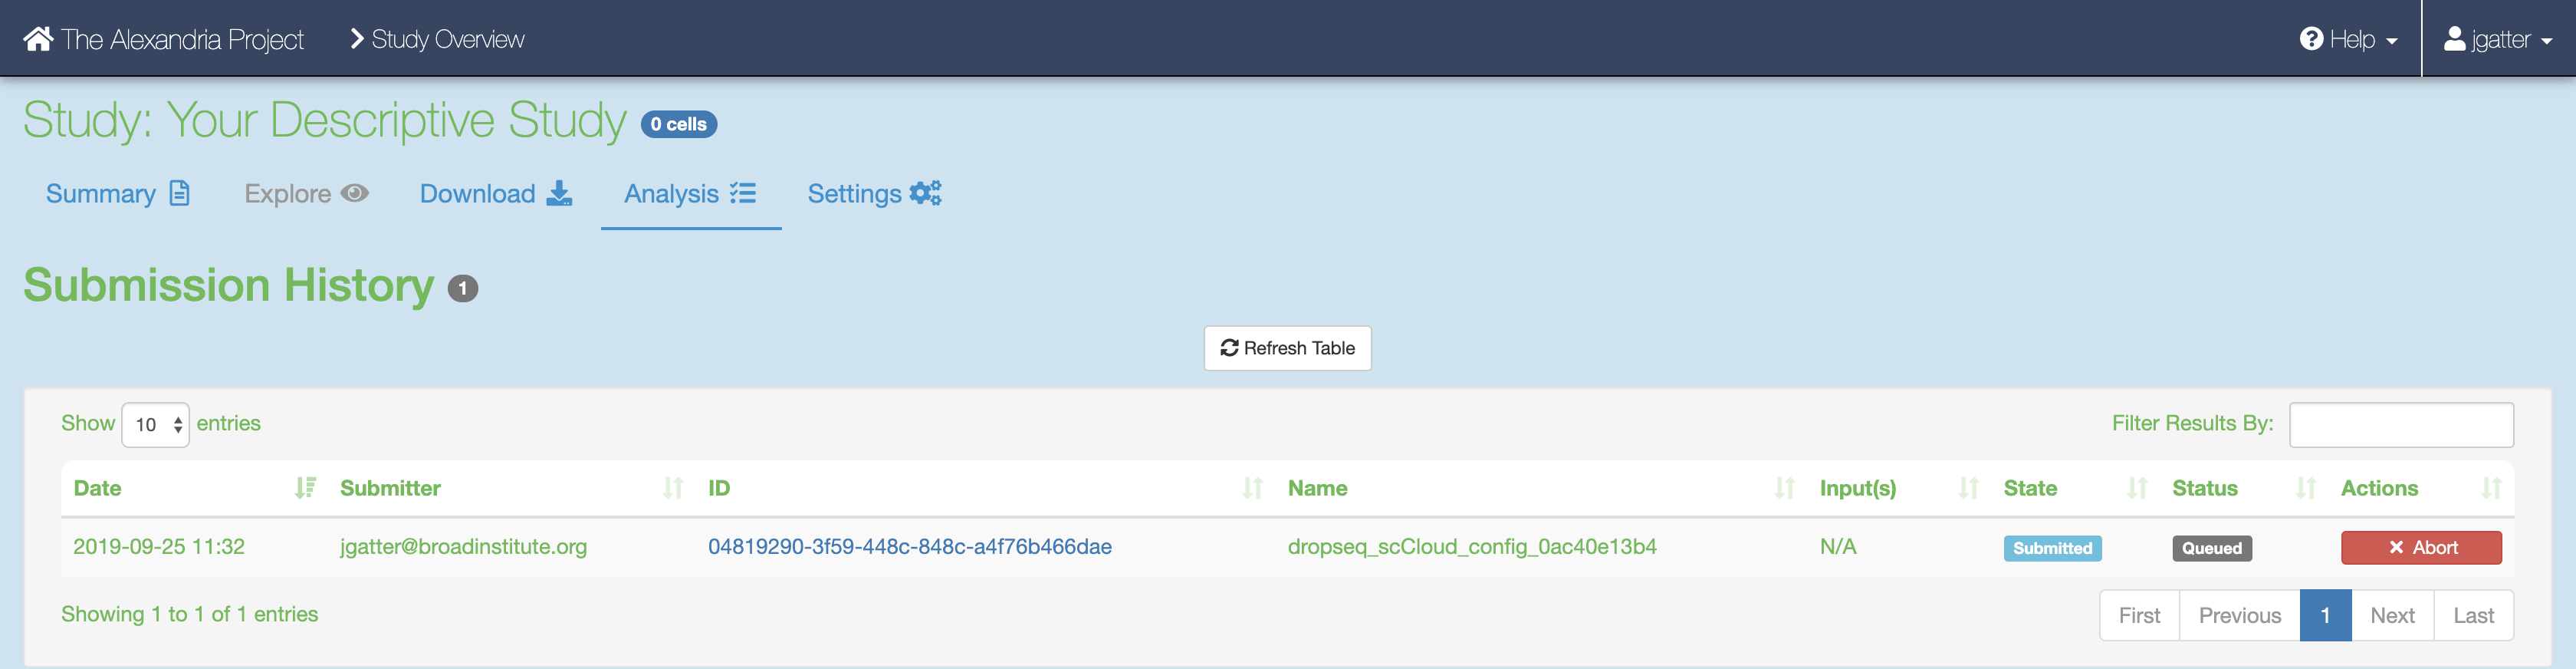 The Alexandria Project Study Overview Help jgatter
Study: Your Descriptive Study 0 cells
Summary Explore Download Analysis Settings
Submission History 1
Refresh Table
Show 10 entries Filter Results By:
Date Submitter ID Name Input(s) State Status Actions
2019-09-25 11:32 jgatter@broadinstitute.org 04819290-3f59-448c-848c-a4f76b466dae dropseq_scCloud_config_0ac40e13b4 N/A Submitted Queued Abort
Showing 1 to 1 of 1 entries First Previous 1 Next Last